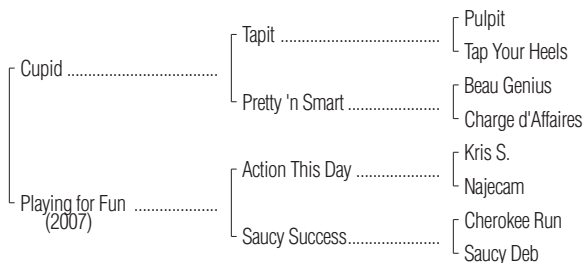 Pulpit
Tapit ........................................
Tap Your Heels
Cupid ......................................
Beau Genius
Pretty 'n Smart .......................
Charge d'Affaires
Kris S.
Action This Day .....................
Najecam
Playing for Fun .....................
(2007)
Cherokee Run
Saucy Success.......................
Saucy Deb